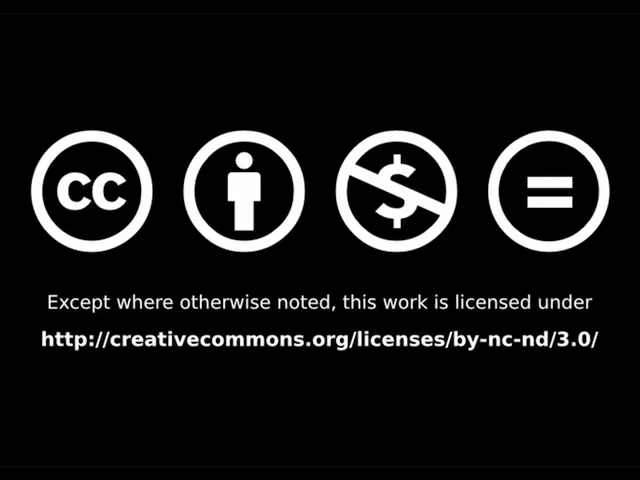 cc
$
=
Except where otherwise noted, this work is licensed under
http://creativecommons.org/licenses/by-nc-nd/3.0/